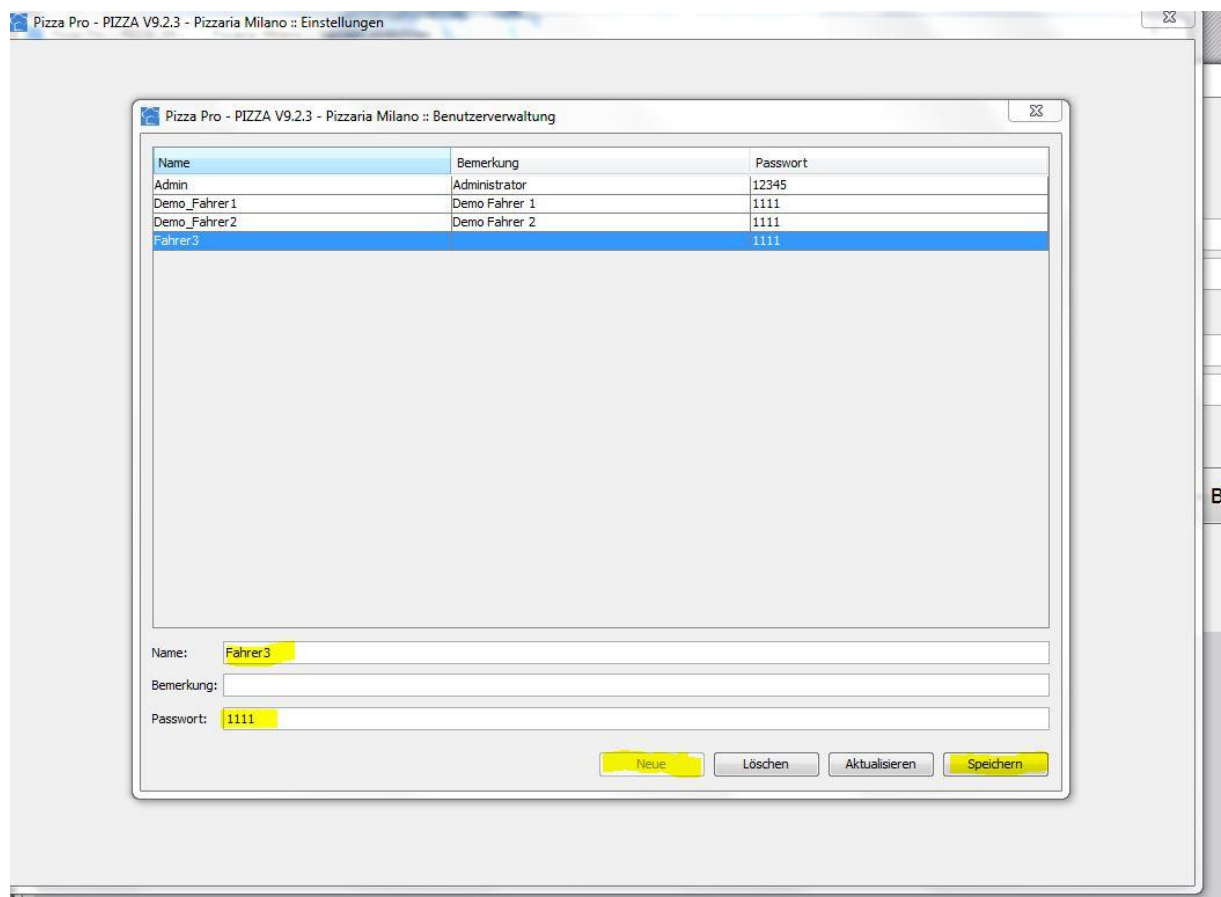 Pizza Pro - PIZZA V9.2.3 - Pizzaria Milano :: Einstellungen
Pizza Pro - PIZZA V9.2.3 - Pizzaria Milano :: Benutzerverwaltung
Name Bemerkung Passwort
Admin Administrator 12345
Demo_Fahrer1 Demo Fahrer 1 1111
Demo_Fahrer2 Demo Fahrer 2 1111
Fahrer3 1111
B
Name: Fahrer3
Bemerkung:
Passwort: 1111
Neue Löschen Aktualisieren Speichern